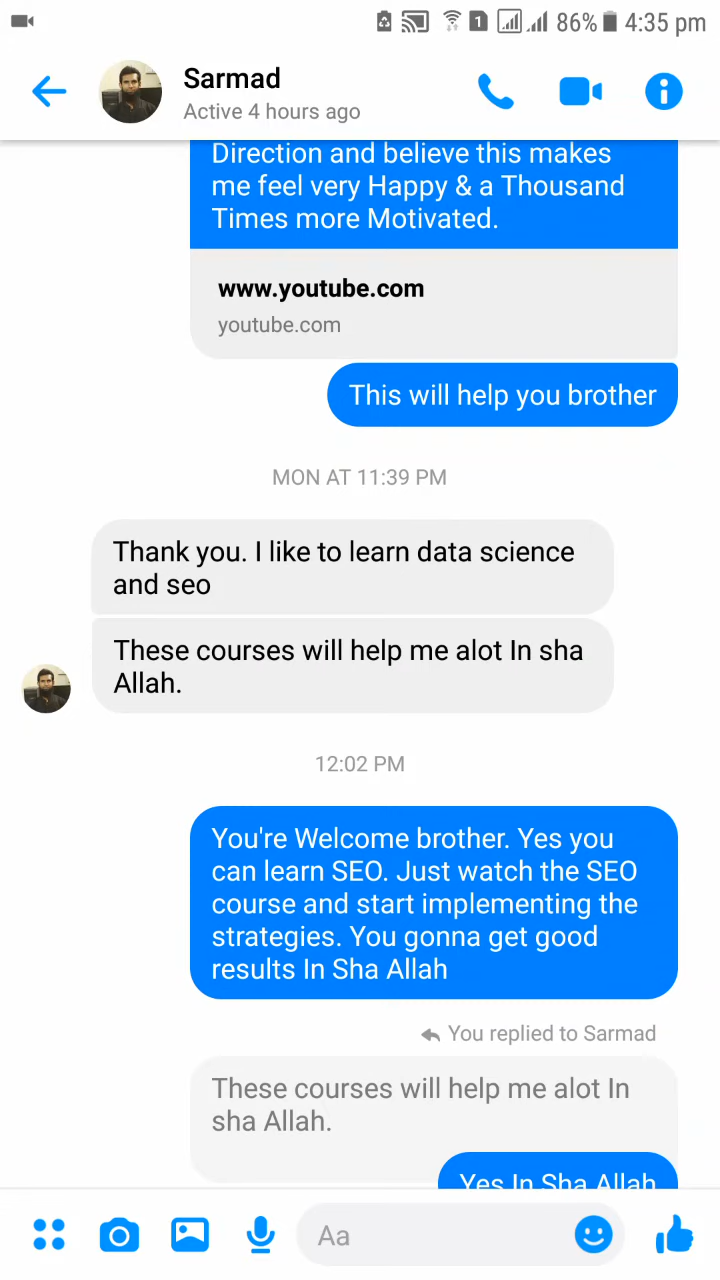 1 86% 4:35 pm
Sarmad
Active 4 hours ago
Direction and believe this makes
me feel very Happy & a Thousand
Times more Motivated.
www.youtube.com
youtube.com
This will help you brother
MON AT 11:39 PM
Thank you. I like to learn data science
and seo
These courses will help me alot In sha
Allah.
12:02 PM
You're Welcome brother. Yes you
can learn SEO. Just watch the SEO
course and start implementing the
strategies. You gonna get good
results In Sha Allah
You replied to Sarmad
These courses will help me alot In
sha Allah.
Yes In Sha Allah
Aa